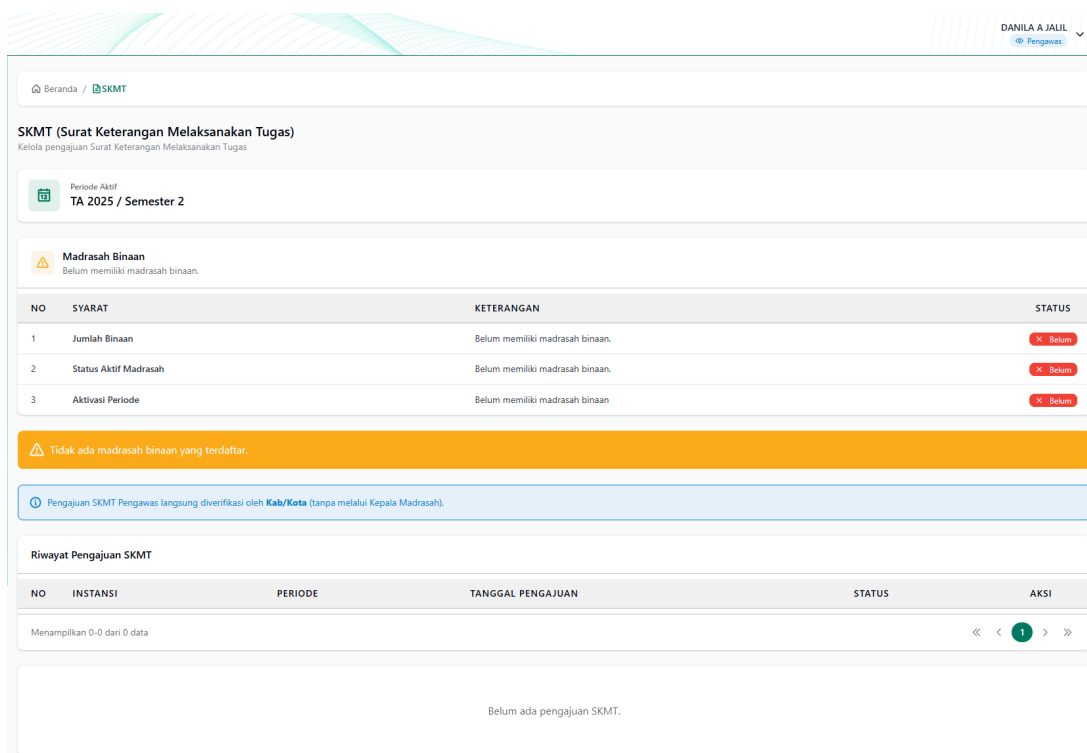 DANILA A JALIL
Pengawas
Beranda / SKMT
SKMT (Surat Keterangan Melaksanakan Tugas)
Kelola pengajuan Surat Keterangan Melaksanakan Tugas
Periode Aktif
TA 2025 / Semester 2
Madrasah Binaan
Belum memiliki madrasah binaan.
NO SYARAT KETERANGAN STATUS
1 Jumlah Binaan Belum memiliki madrasah binaan. × Belum
2 Status Aktif Madrasah Belum memiliki madrasah binaan. × Belum
3 Aktivasi Periode Belum memiliki madrasah binaan × Belum
Tidak ada madrasah binaan yang terdaftar.
Pengajuan SKMT Pengawas langsung diverifikasi oleh Kab/Kota (tanpa melalui Kepala Madrasah).
Riwayat Pengajuan SKMT
NO INSTANSI PERIODE TANGGAL PENGAJUAN STATUS AKSI
Menampilkan 0-0 dari 0 data « < 1 > »
Belum ada pengajuan SKMT.